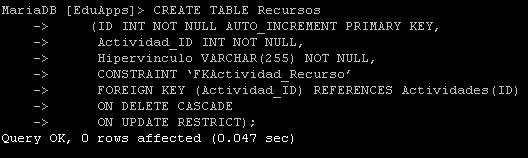 MariaDB [EduApps]> CREATE TABLE Recursos
-> (ID INT NOT NULL AUTO_INCREMENT PRIMARY KEY,
-> Actividad_ID INT NOT NULL,
-> Hipervinculo VARCHAR(255) NOT NULL,
-> CONSTRAINT ‘FKActividad_Recurso’
-> FOREIGN KEY (Actividad_ID) REFERENCES Actividades(ID)
-> ON DELETE CASCADE
-> ON UPDATE RESTRICT);
Query OK, 0 rows affected (0.047 sec)